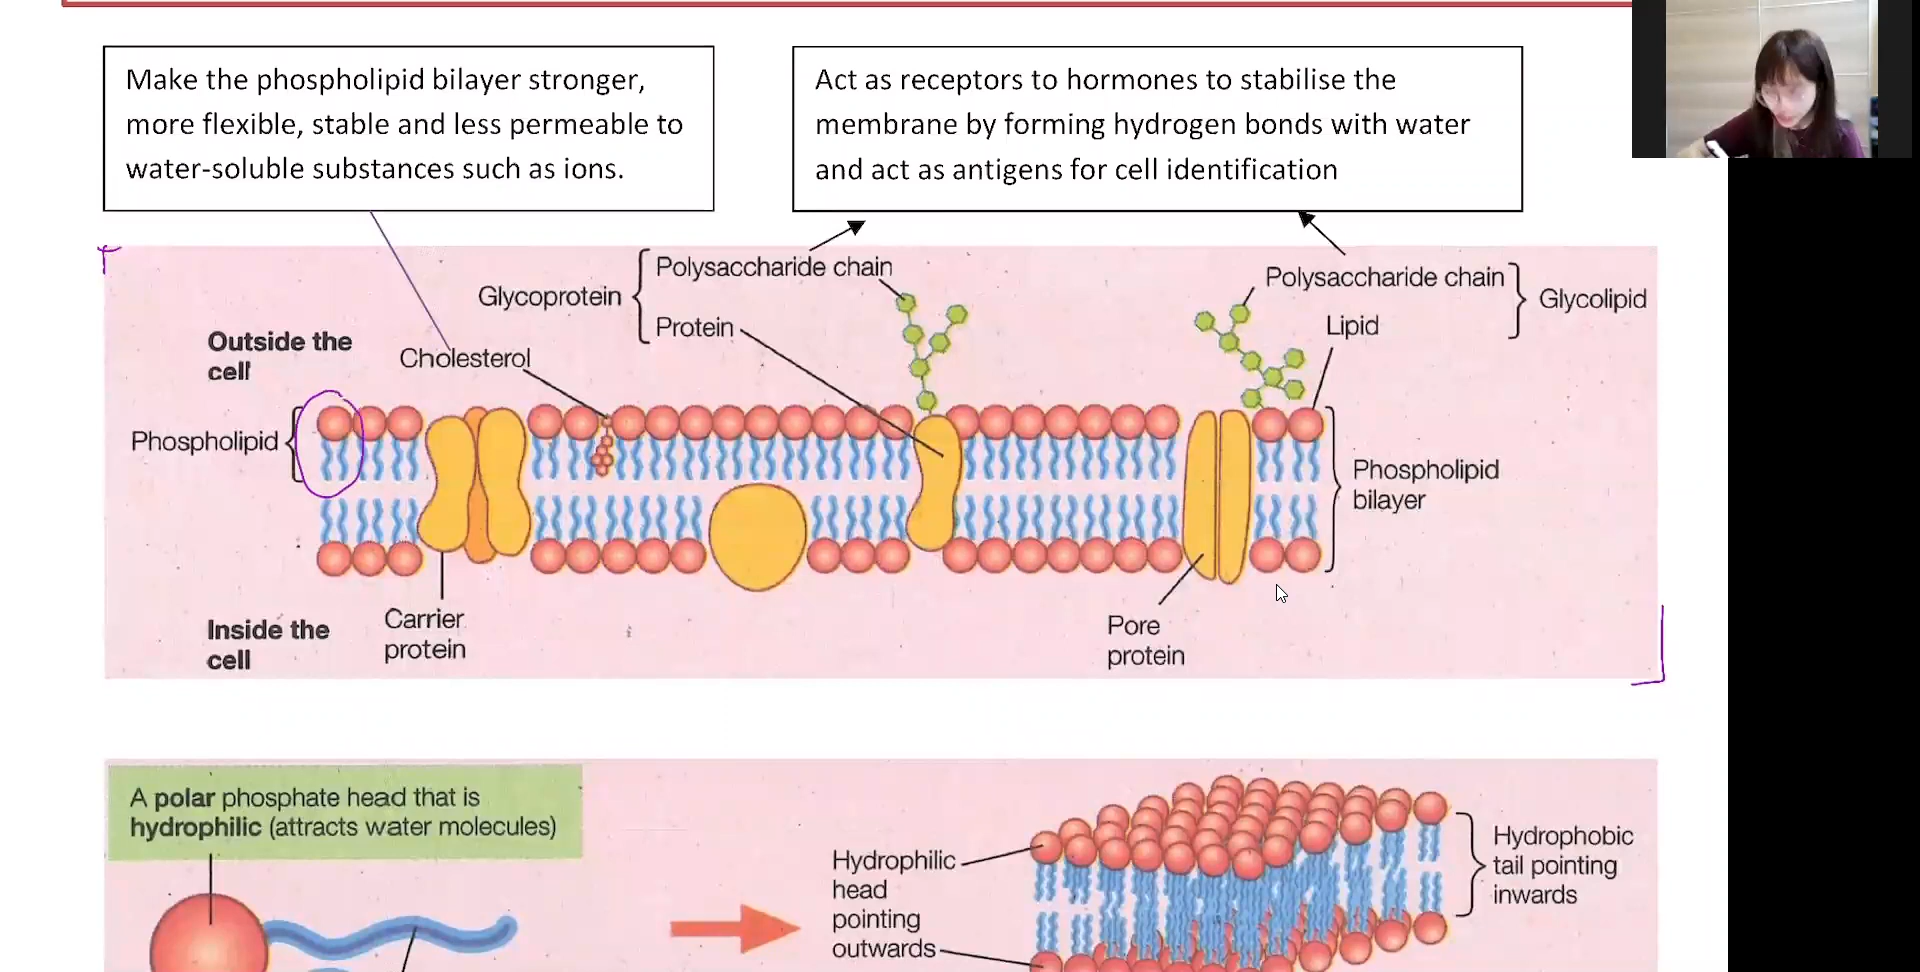 Make the phospholipid bilayer stronger,
more flexible, stable and less permeable to
water-soluble substances such as ions.
Act as receptors to hormones to stabilise the
membrane by forming hydrogen bonds with water
and act as antigens for cell identification
Polysaccharide chain
Glycoprotein
Protein
Polysaccharide chain
Glycolipid
Lipid
Outside the
cell
Cholesterol
Phospholipid
Phospholipid
bilayer
Inside the
cell
Carrier
protein
Pore
protein
A polar phosphate head that is
hydrophilic (attracts water molecules)
Hydrophilic
head
pointing
outwards
Hydrophobic
tail pointing
inwards